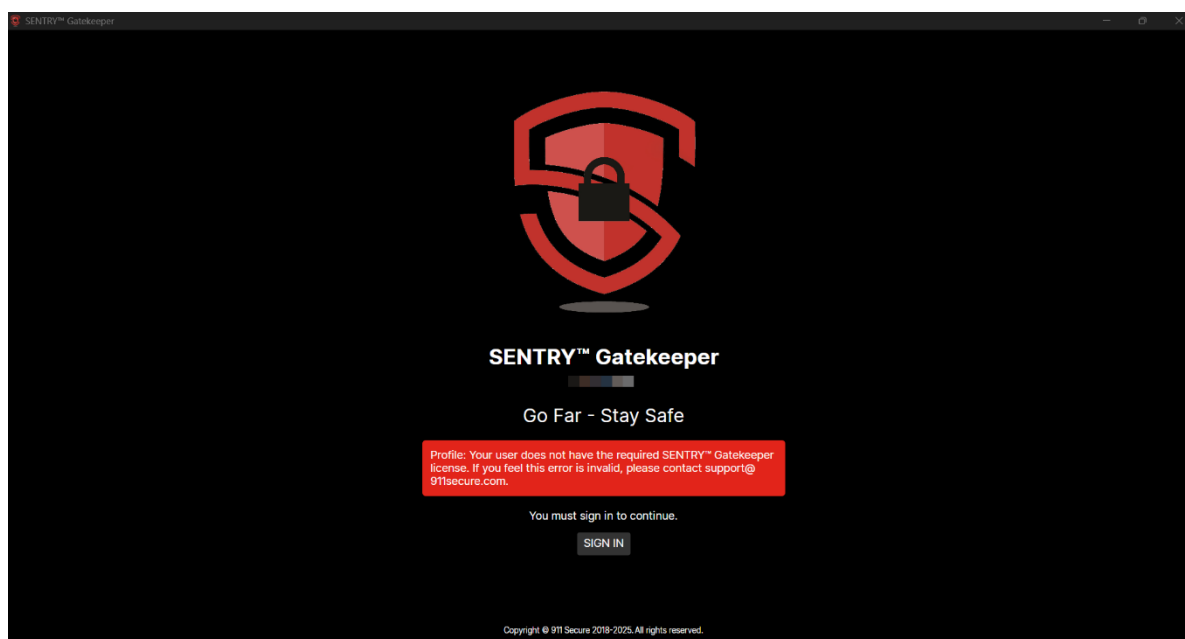 SENTRY™ Gatekeeper
SENTRY™ Gatekeeper
Go Far - Stay Safe
Profile: Your user does not have the required SENTRY™ Gatekeeper
license. If you feel this error is invalid, please contact support@
911secure.com.
You must sign in to continue.
SIGN IN
Copyright © 911 Secure 2018-2025. All rights reserved.